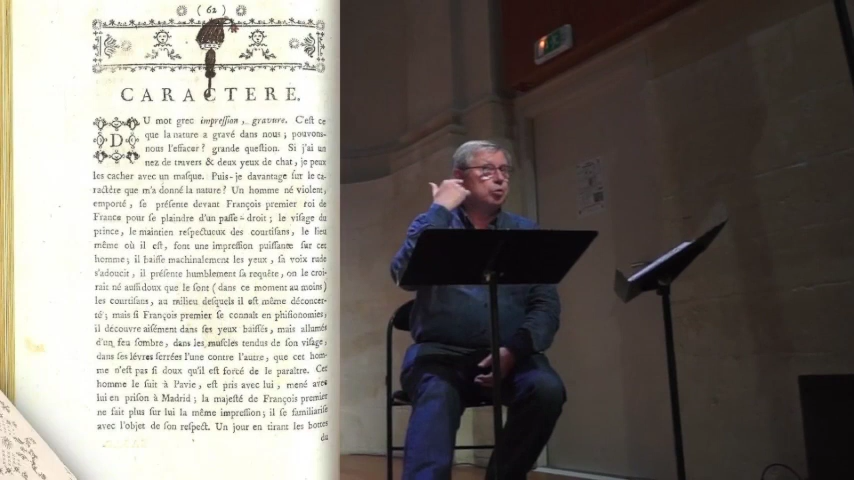 ( 62 )
CARACTERE.
DU mot grec impreſſion, gravure. C'eſt ce
que la nature a gravé dans nous ; pouvons-
nous l'effacer ? grande queſtion. Si j'ai un
nez de travers & deux yeux de chat, je peux
les cacher avec un maſque. Puis-je davantage ſur le ca-
ractère que m'a donné la nature ? Un homme né violent,
emporté, ſe préſente devant François premier roi de
France pour ſe plaindre d'un paſſe-droit ; le viſage du
prince, le maintien reſpectueux des courtiſans, le lieu
même où il eſt, font une impreſſion puiſſante ſur cet
homme ; il baiſſe machinalement les yeux, ſa voix rude
s'adoucit, il préſente humblement ſa requête, on le croi-
rait né auſſi doux que le ſont ( dans ce moment au moins )
les courtiſans, au milieu deſquels il eſt même déconcer-
té ; mais ſi François premier ſe connaît en phiſionomies,
il découvre aiſément dans ſes yeux baiſſés, mais allumés
d'un feu ſombre, dans les muſcles tendus de ſon viſage,
dans ſes lévres ſerrées l'une contre l'autre, que cet hom-
me n'eſt pas ſi doux qu'il eſt forcé de le paraître. Cet
homme le ſuit à Pavie, eſt pris avec lui, mené avec
lui en priſon à Madrid ; la majeſté de François premier
ne fait plus ſur lui la même impreſſion ; il ſe familiariſe
avec l'objet de ſon reſpect. Un jour en tirant les bottes
du